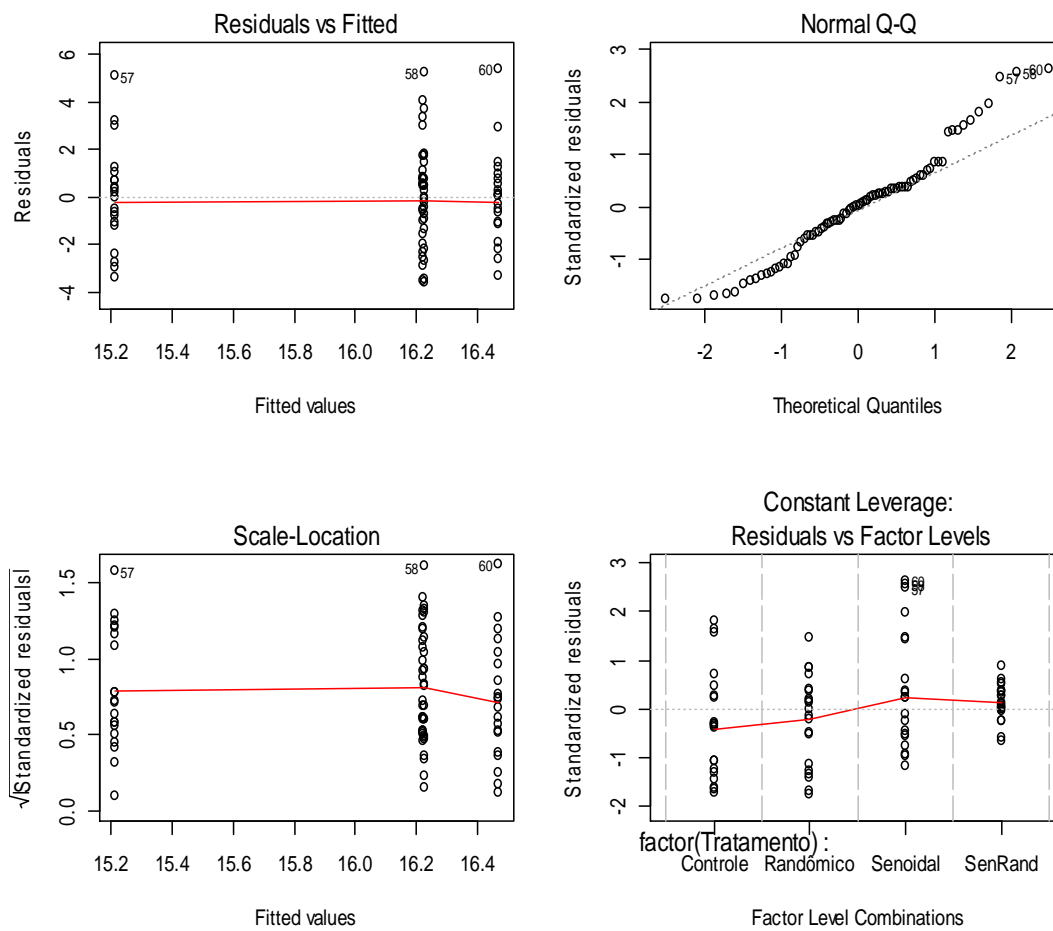 Residuals vs Fitted
6
4
2
0
-2
-4
Residuals
57
58
60
15.2 15.4 15.6 15.8 16.0 16.2 16.4
Fitted values
Normal Q-Q
3
2
1
0
-1
Standardized residuals
57 58 60
-2 -1 0 1 2
Theoretical Quantiles
Scale-Location
1.5
1.0
0.5
0.0
√|Standardized residuals|
57
58
60
15.2 15.4 15.6 15.8 16.0 16.2 16.4
Fitted values
Constant Leverage:
Residuals vs Factor Levels
3
2
1
0
-1
-2
Standardized residuals
60
57
factor(Tratamento) :
Controle Randômico Senoidal SenRand
Factor Level Combinations